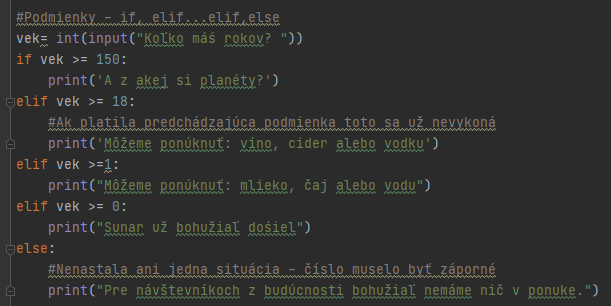 #Podmienky – if, elif...elif,else
vek= int(input("Koľko máš rokov? "))
if vek >= 150:
    print('A z akej si planéty?')
elif vek >= 18:
    #Ak platila predchádzajúca podmienka toto sa už nevykoná
    print('Môžeme ponúknuť: víno, cider alebo vodku')
elif vek >=1:
    print("Môžeme ponúknuť: mlieko, čaj alebo vodu")
elif vek >= 0:
    print("Sunar už bohužiaľ došiel")
else:
    #Nenastala ani jedna situácia – číslo muselo byť záporné
    print("Pre návštevníkoch z budúcnosti bohužiaľ nemáme nič v ponuke.")